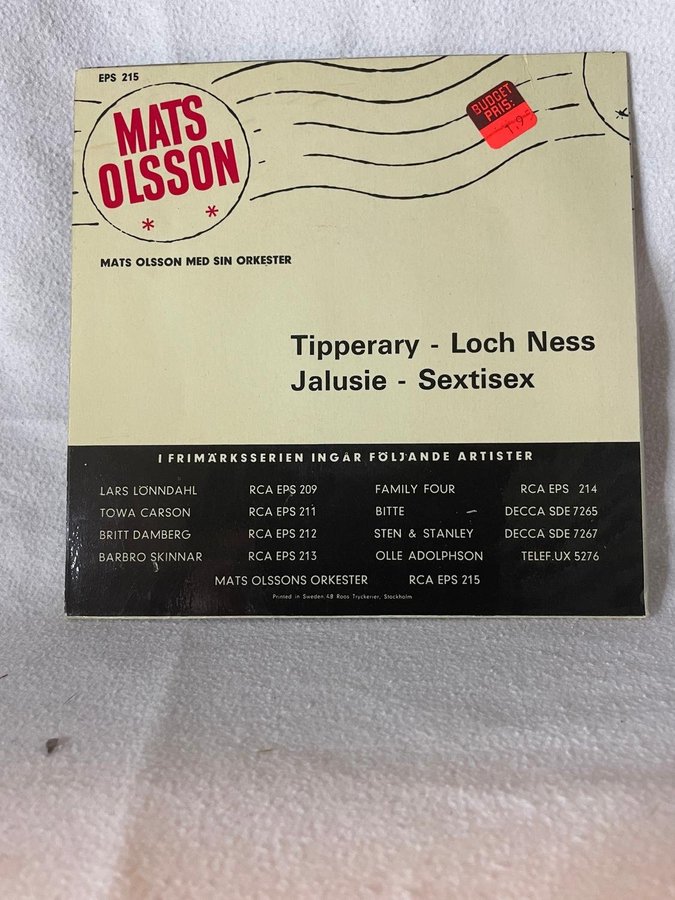 EPS 215
MATS
OLSSON
* *
BUDGET
PRIS:
MATS OLSSON MED SIN ORKESTER
Tipperary - Loch Ness
Jalusie - Sextisex
I FRIMÄRKSSERIEN INGÅR FÖLJANDE ARTISTER
LARS LÖNNDAHL RCA EPS 209 FAMILY FOUR RCA EPS 214
TOWA CARSON RCA EPS 211 BITTE DECCA SDE 7265
BRITT DAMBERG RCA EPS 212 STEN & STANLEY DECCA SDE 7267
BARBRO SKINNAR RCA EPS 213 OLLE ADOLPHSON TELEF.UX 5276
MATS OLSSONS ORKESTER RCA EPS 215
Printed in Sweden, AB Roos Tryckerier, Stockholm